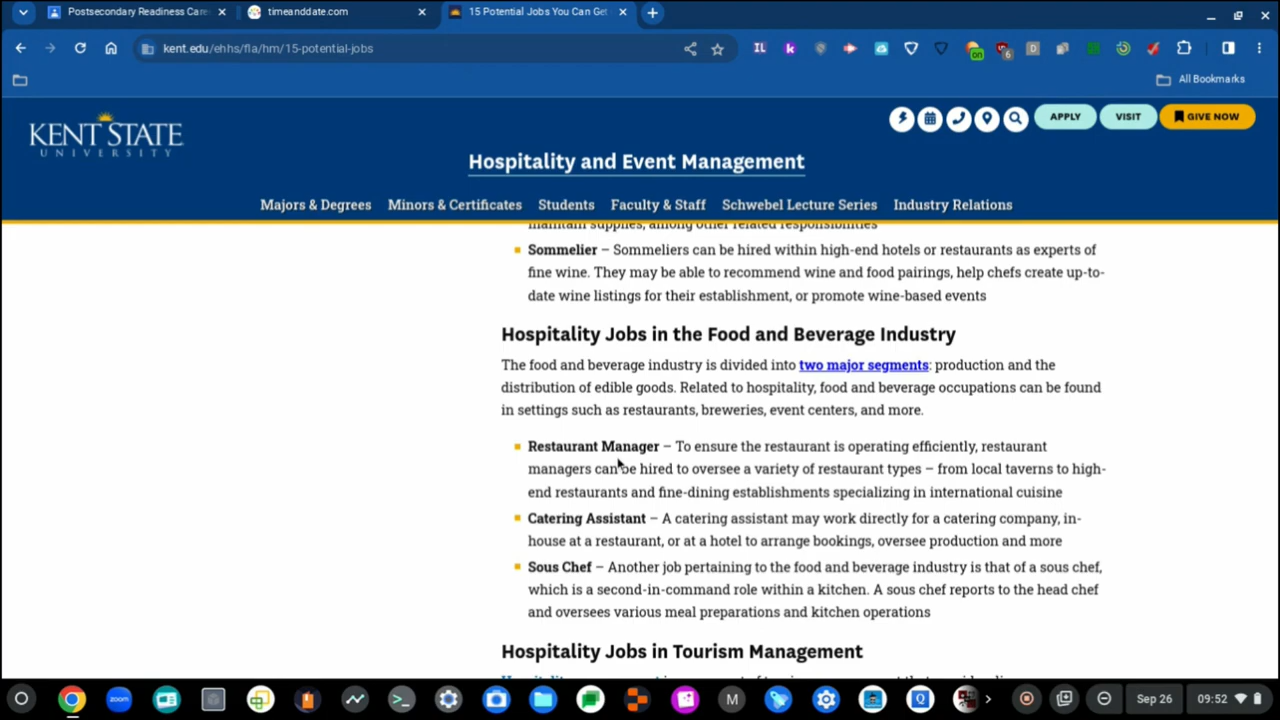 Postsecondary Readiness Care
timeanddate.com
15 Potential Jobs You Can Get
kent.edu/ehhs/fla/hm/15-potential-jobs
IL
k
on
6
D
All Bookmarks
KENT STATE
UNIVERSITY
APPLY
VISIT
GIVE NOW
Hospitality and Event Management
Majors & Degrees
Minors & Certificates
Students
Faculty & Staff
Schwebel Lecture Series
Industry Relations
maintain supplies, among other related responsibilities
Sommelier – Sommeliers can be hired within high-end hotels or restaurants as experts of
fine wine. They may be able to recommend wine and food pairings, help chefs create up-to-
date wine listings for their establishment, or promote wine-based events
Hospitality Jobs in the Food and Beverage Industry
The food and beverage industry is divided into two major segments: production and the
distribution of edible goods. Related to hospitality, food and beverage occupations can be found
in settings such as restaurants, breweries, event centers, and more.
Restaurant Manager – To ensure the restaurant is operating efficiently, restaurant
managers can be hired to oversee a variety of restaurant types – from local taverns to high-
end restaurants and fine-dining establishments specializing in international cuisine
Catering Assistant – A catering assistant may work directly for a catering company, in-
house at a restaurant, or at a hotel to arrange bookings, oversee production and more
Sous Chef – Another job pertaining to the food and beverage industry is that of a sous chef,
which is a second-in-command role within a kitchen. A sous chef reports to the head chef
and oversees various meal preparations and kitchen operations
Hospitality Jobs in Tourism Management
zoom
M
Q
Sep 26
09:52